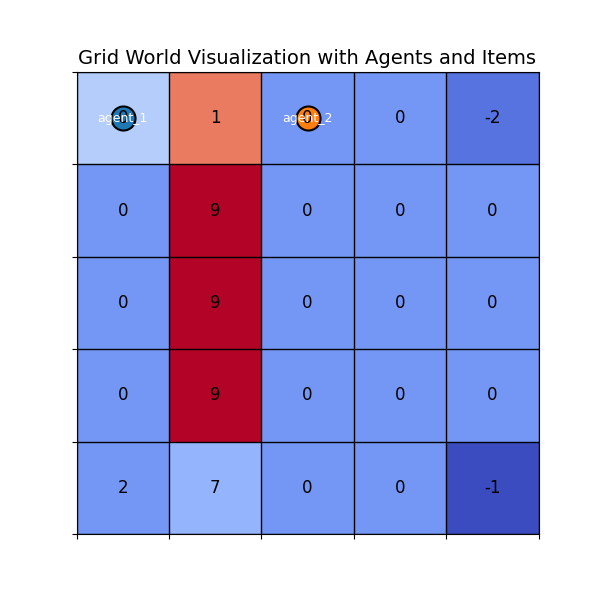 Grid World Visualization with Agents and Items
agent_1 1 agent_2 0 -2
0 9 0 0 0
0 9 0 0 0
0 9 0 0 0
2 7 0 0 -1